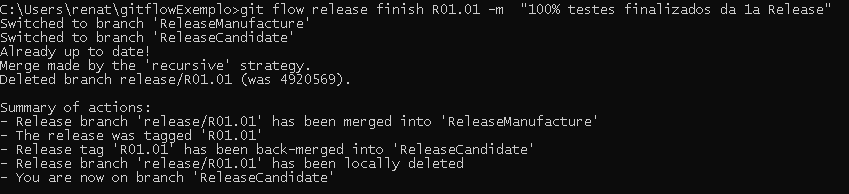 C:\Users\renat\gitflowExemplo>git flow release finish R01.01 -m  "100% testes finalizados da 1a Release"
Switched to branch 'ReleaseManufacture'
Switched to branch 'ReleaseCandidate'
Already up to date!
Merge made by the 'recursive' strategy.
Deleted branch release/R01.01 (was 4920569).

Summary of actions:
- Release branch 'release/R01.01' has been merged into 'ReleaseManufacture'
- The release was tagged 'R01.01'
- Release tag 'R01.01' has been back-merged into 'ReleaseCandidate'
- Release branch 'release/R01.01' has been locally deleted
- You are now on branch 'ReleaseCandidate'